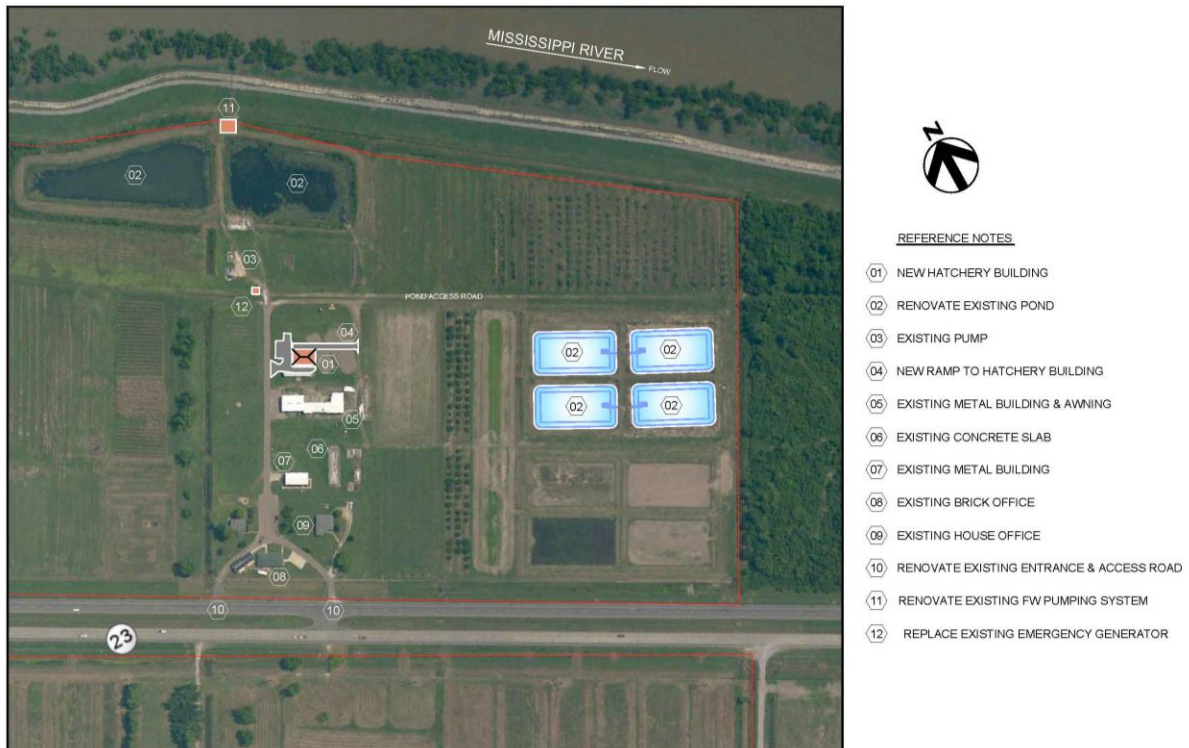 MISSISSIPPI RIVER
FLOW
11
02
02
03
12
POND ACCESS ROAD
04
01
02
02
02
02
05
06
07
09
08
10
10
23
N
REFERENCE NOTES
01 NEW HATCHERY BUILDING
02 RENOVATE EXISTING POND
03 EXISTING PUMP
04 NEW RAMP TO HATCHERY BUILDING
05 EXISTING METAL BUILDING & AWNING
06 EXISTING CONCRETE SLAB
07 EXISTING METAL BUILDING
08 EXISTING BRICK OFFICE
09 EXISTING HOUSE OFFICE
10 RENOVATE EXISTING ENTRANCE & ACCESS ROAD
11 RENOVATE EXISTING FW PUMPING SYSTEM
12 REPLACE EXISTING EMERGENCY GENERATOR